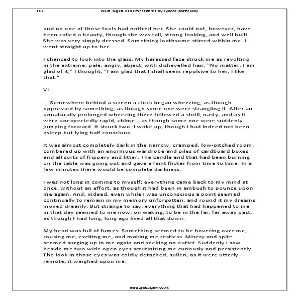 and no one of those fools had noticed her. She could not, however, have
been called a beauty, though she was tall, strong-looking, and well built.
She was very simply dressed. Something loathsome stirred within me. I
went straight up to her.
I chanced to look into the glass. My harassed face struck me as revolting
in the extreme, pale, angry, abject, with dishevelled hair. "No matter, I am
glad of it," I thought; "I am glad that I shall seem repulsive to her; I like
that."
VI
... Somewhere behind a screen a clock began wheezing, as though
oppressed by something, as though some one were strangling it. After an
unnaturally prolonged wheezing there followed a shrill, nasty, and as it
were unexpectedly rapid, chime - as though some one were suddenly
jumping forward. It struck two. I woke up, though I had indeed not been
asleep but lying half conscious.
It was almost completely dark in the narrow, cramped, low-pitched room,
cumbered up with an enormous wardrobe and piles of cardboard boxes
and all sorts of frippery and litter. The candle end that had been burning
on the table was going out and gave a faint flicker from time to time. In a
few minutes there would be complete darkness.
I was not long in coming to myself; everything came back to my mind at
once, without an effort, as though it had been in ambush to pounce upon
me again. And, indeed, even while I was unconscious a point seemed
continually to remain in my memory unforgotten, and round it my dreams
moved drearily. But strange to say, everything that had happened to me
in that day seemed to me now, on waking, to be in the far, far away past,
as though I had long, long ago lived all that down.
My head was full of fumes. Something seemed to be hovering over me,
rousing me, exciting me, and making me restless. Misery and spite
seemed surging up in me again and seeking an outlet. Suddenly I saw
beside me two wide open eyes scrutinizing me curiously and persistently.
The look in those eyes was coldly detached, sullen, as it were utterly
remote; it weighed upon me.